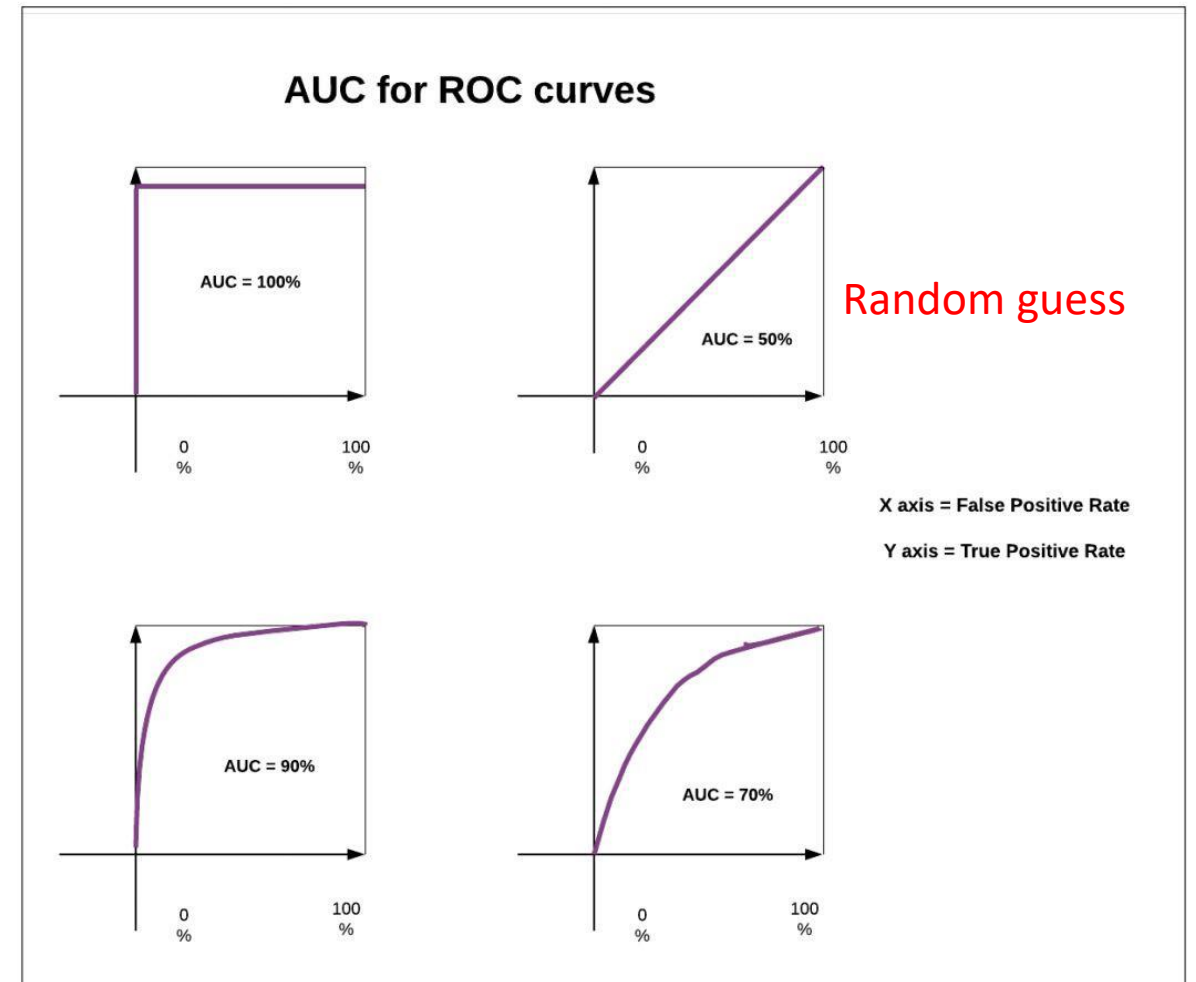 AUC for ROC curves
AUC = 100%
0
%
100
%
AUC = 50%
Random guess
0
%
100
%
X axis = False Positive Rate
Y axis = True Positive Rate
AUC = 90%
0
%
100
%
AUC = 70%
0
%
100
%